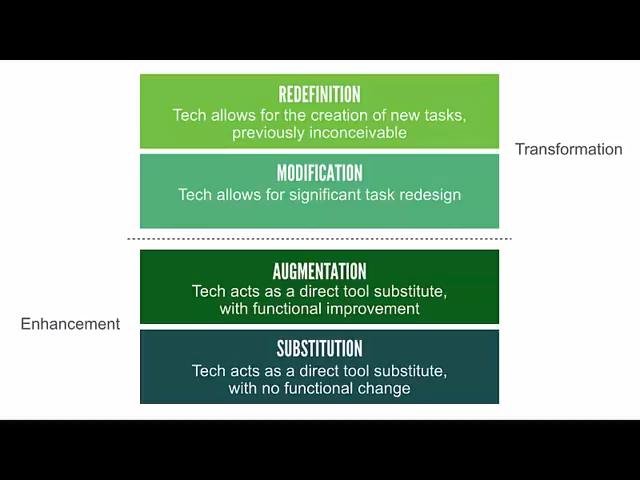 REDEFINITION
Tech allows for the creation of new tasks,
previously inconceivable
Transformation
MODIFICATION
Tech allows for significant task redesign
AUGMENTATION
Tech acts as a direct tool substitute,
with functional improvement
Enhancement
SUBSTITUTION
Tech acts as a direct tool substitute,
with no functional change